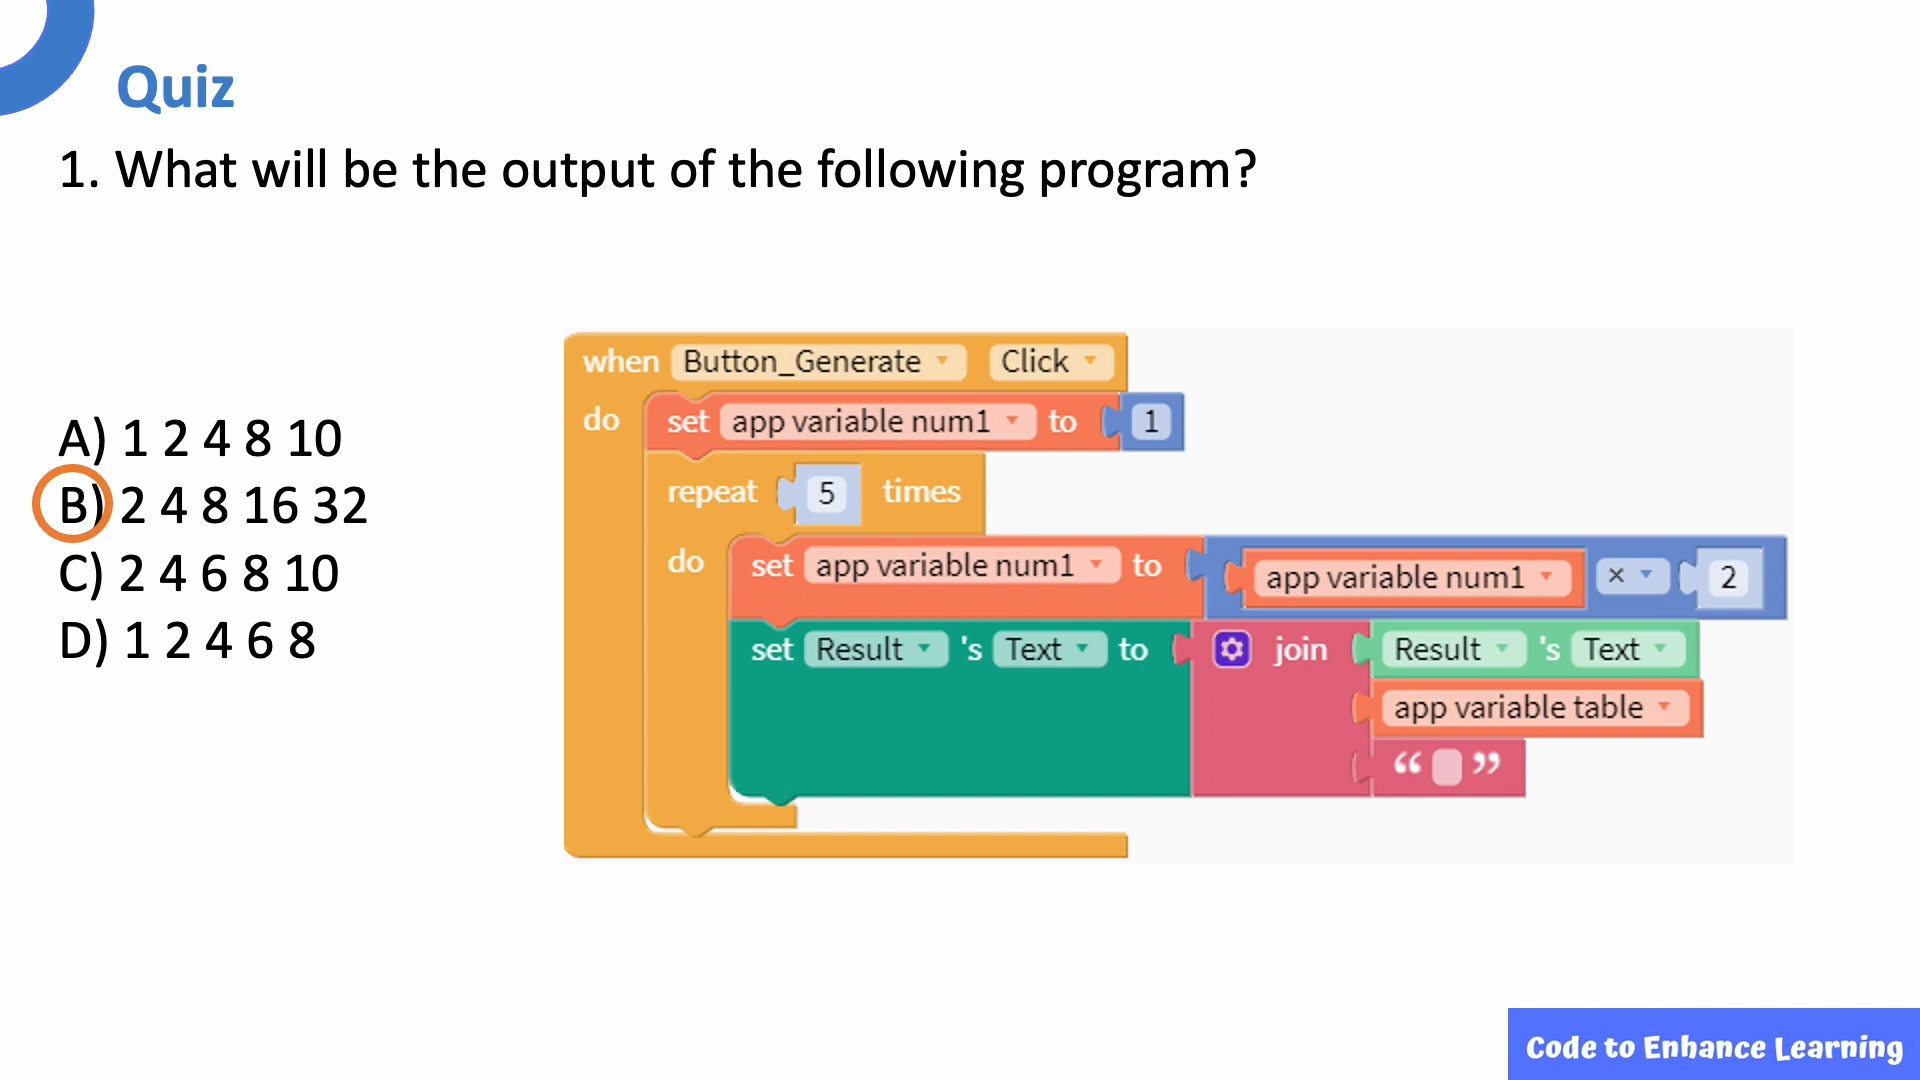 Quiz
1. What will be the output of the following program?
A) 1 2 4 8 10
B) 2 4 8 16 32
C) 2 4 6 8 10
D) 1 2 4 6 8
when Button_Generate Click
do set app variable num1 to 1
repeat 5 times
do set app variable num1 to app variable num1 × 2
set Result 's Text to join Result 's Text
app variable table
“ ”
Code to Enhance Learning